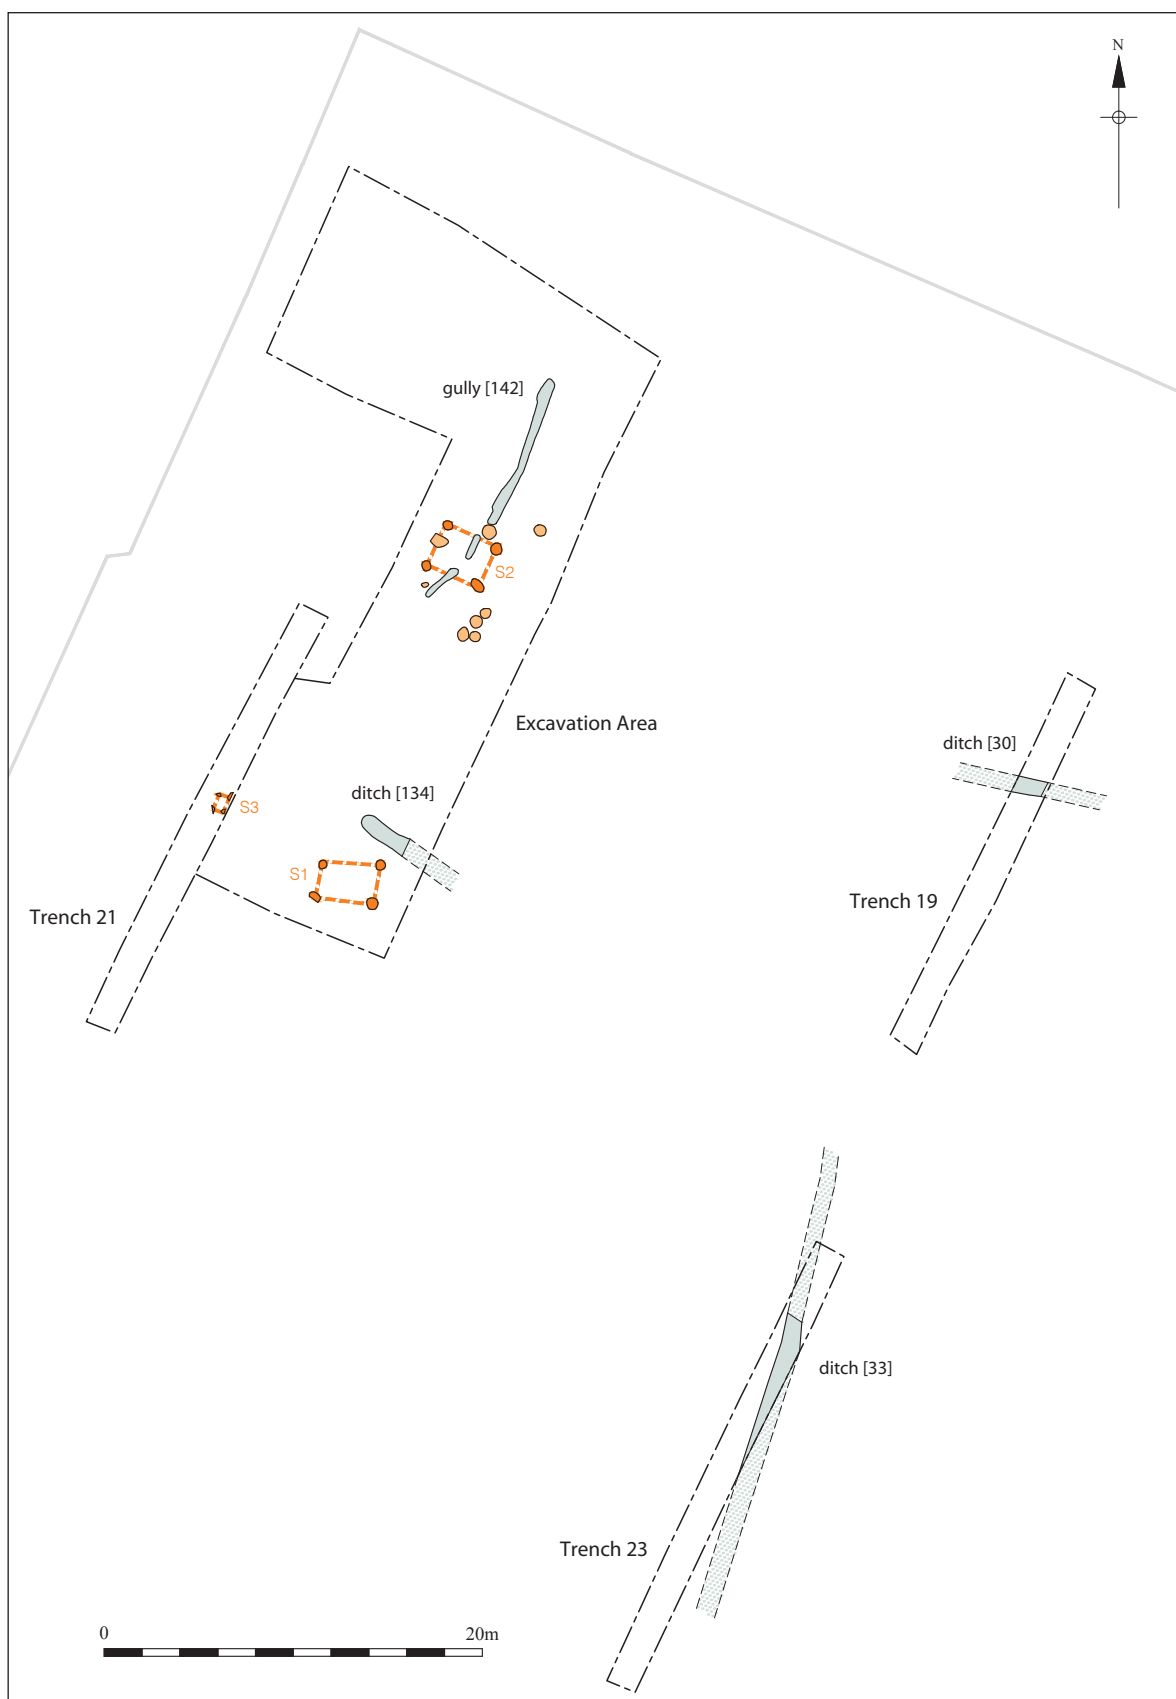 N
gully [142]
S2
Excavation Area
ditch [30]
ditch [134]
S3
S1
Trench 19
Trench 21
ditch [33]
Trench 23
0 20m